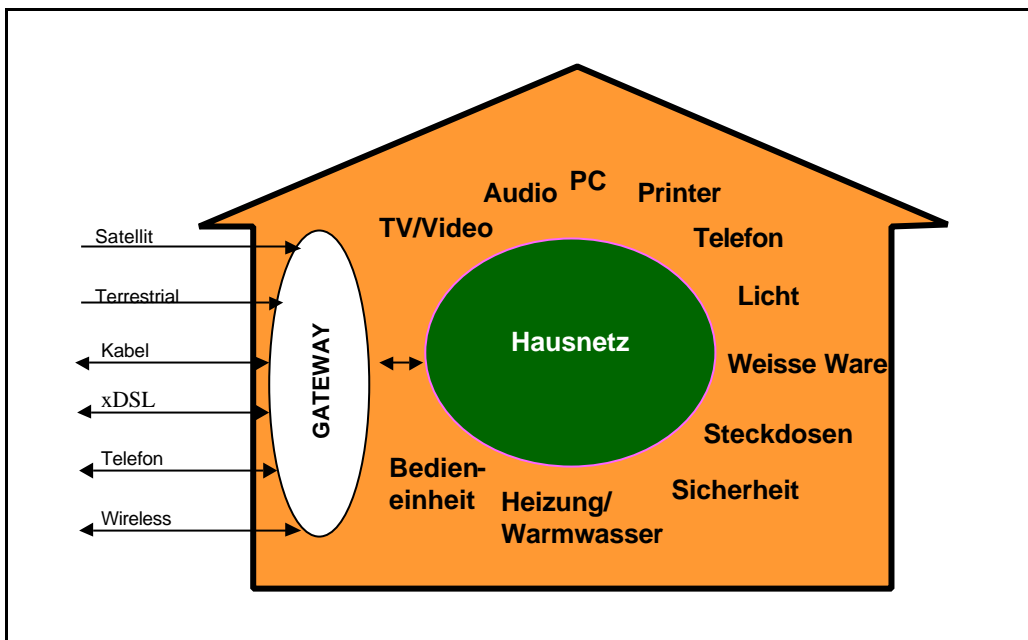 Satellit
Terrestrial
Kabel
xDSL
Telefon
Wireless
GATEWAY
Hausnetz
TV/Video
Audio
PC
Printer
Telefon
Licht
Weisse Ware
Steckdosen
Sicherheit
Heizung/
Warmwasser
Bedien-
einheit